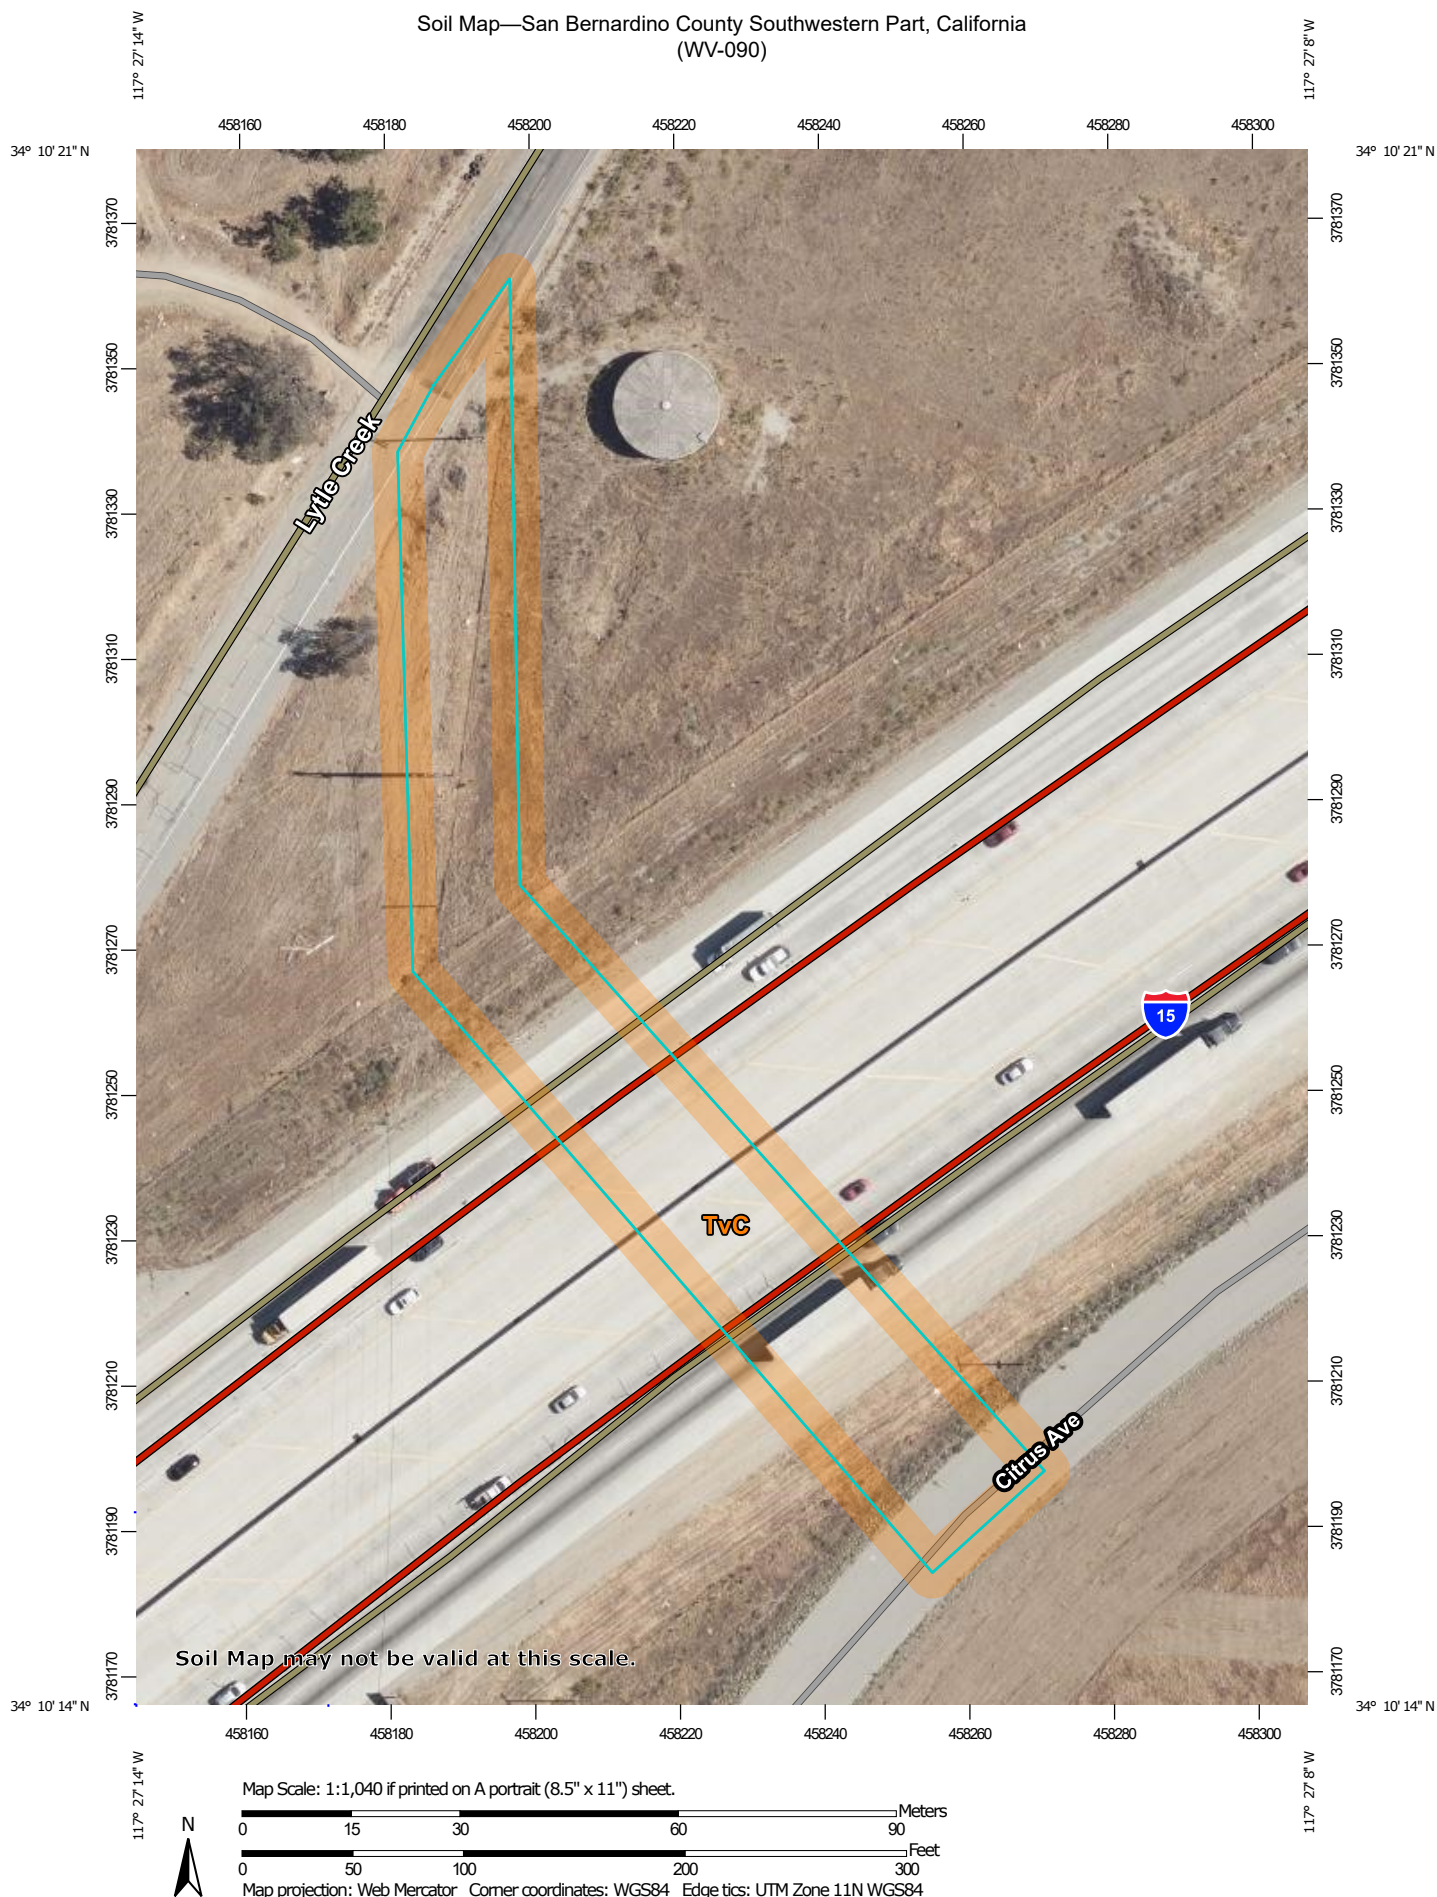 Soil Map—San Bernardino County Southwestern Part, California
(WV-090)
117° 27' 14" W
117° 27' 8" W
458160 458180 458200 458220 458240 458260 458280 458300
34° 10' 21" N
34° 10' 21" N
3781370
3781370
3781350
3781350
Lytle Creek
3781330
3781330
3781310
3781310
3781290
3781290
3781270
3781270
15
3781250
3781250
TvC
3781230
3781230
3781210
3781210
Citrus Ave
3781190
3781190
Soil Map may not be valid at this scale.
3781170
3781170
34° 10' 14" N
34° 10' 14" N
458160 458180 458200 458220 458240 458260 458280 458300
117° 27' 14" W
117° 27' 8" W
Map Scale: 1:1,040 if printed on A portrait (8.5" x 11") sheet.
Meters
N
0 15 30 60 90
Feet
0 50 100 200 300
Map projection: Web Mercator Corner coordinates: WGS84 Edge tics: UTM Zone 11N WGS84